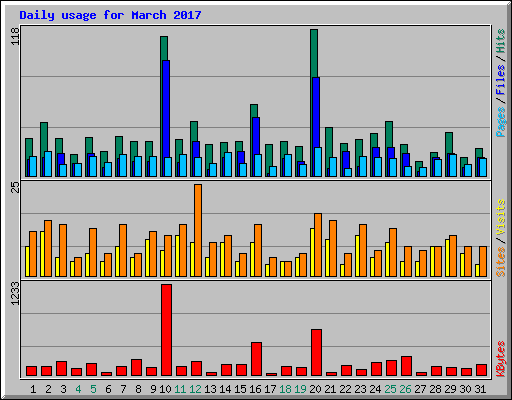 Daily usage for March 2017
118
Pages / Files / Hits
25
Sites / Visits
1233
KBytes
1 2 3 4 5 6 7 8 9 10 11 12 13 14 15 16 17 18 19 20 21 22 23 24 25 26 27 28 29 30 31